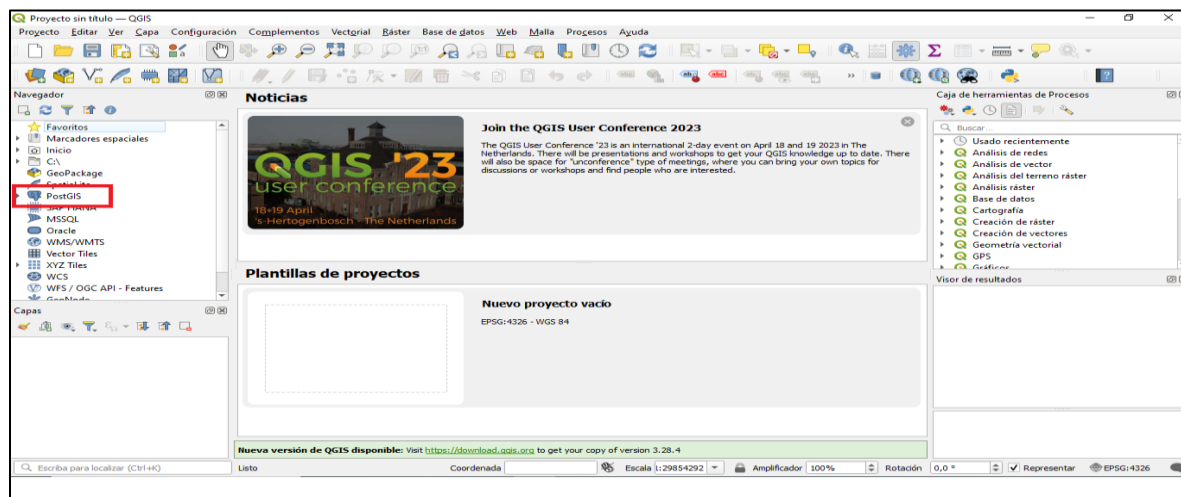 Proyecto sin título — QGIS
Proyecto Editar Ver Capa Configuración Complementos Vectorial Ráster Base de datos Web Malla Procesos Ayuda
Navegador
Favoritos
Marcadores espaciales
Inicio
C:\
GeoPackage
SpatiaLite
PostGIS
SAP HANA
MSSQL
Oracle
WMS/WMTS
Vector Tiles
XYZ Tiles
WCS
WFS / OGC API - Features
GeoNode
Capas
Noticias
QGIS '23
user conference
18+19 April
's-Hertogenbosch - The Netherlands
Join the QGIS User Conference 2023
The QGIS User Conference '23 is an international 2-day event on April 18 and 19 2023 in The
Netherlands. There will be presentations and workshops to get your QGIS knowledge up to date. There
will also be space for "unconference" type of meetings, where you can bring your own topics for
discussions or workshops and find people who are interested.
Plantillas de proyectos
Nuevo proyecto vacío
EPSG:4326 - WGS 84
Nueva versión de QGIS disponible: Visit https://download.qgis.org to get your copy of version 3.28.4
Caja de herramientas de Procesos
Buscar...
Usado recientemente
Análisis de redes
Análisis de vector
Análisis del terreno ráster
Análisis ráster
Base de datos
Cartografía
Creación de ráster
Creación de vectores
Geometría vectorial
GPS
Gráficos
Visor de resultados
Escriba para localizar (Ctrl+K)
Listo
Coordenada
Escala 1:29854292
Amplificador 100%
Rotación 0,0 °
Representar
EPSG:4326